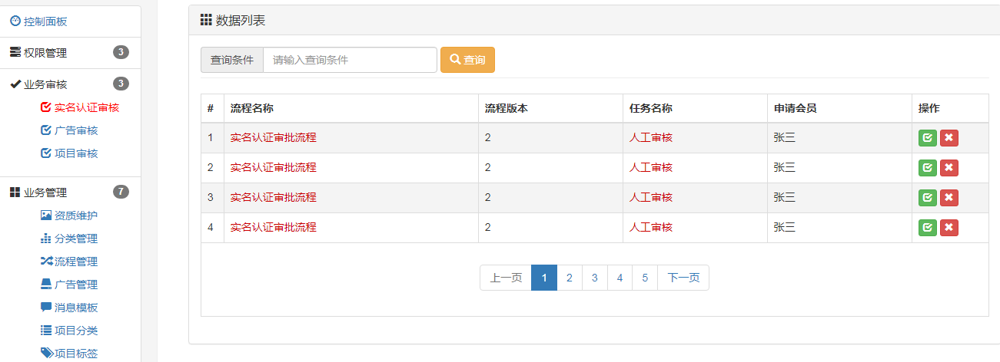 控制面板
权限管理 3
业务审核 3
实名认证审核
广告审核
项目审核
业务管理 7
资质维护
分类管理
流程管理
广告管理
消息模板
项目分类
项目标签
数据列表
查询条件 请输入查询条件 查询
# 流程名称 流程版本 任务名称 申请会员 操作
1 实名认证审批流程 2 人工审核 张三
2 实名认证审批流程 2 人工审核 张三
3 实名认证审批流程 2 人工审核 张三
4 实名认证审批流程 2 人工审核 张三
上一页 1 2 3 4 5 下一页